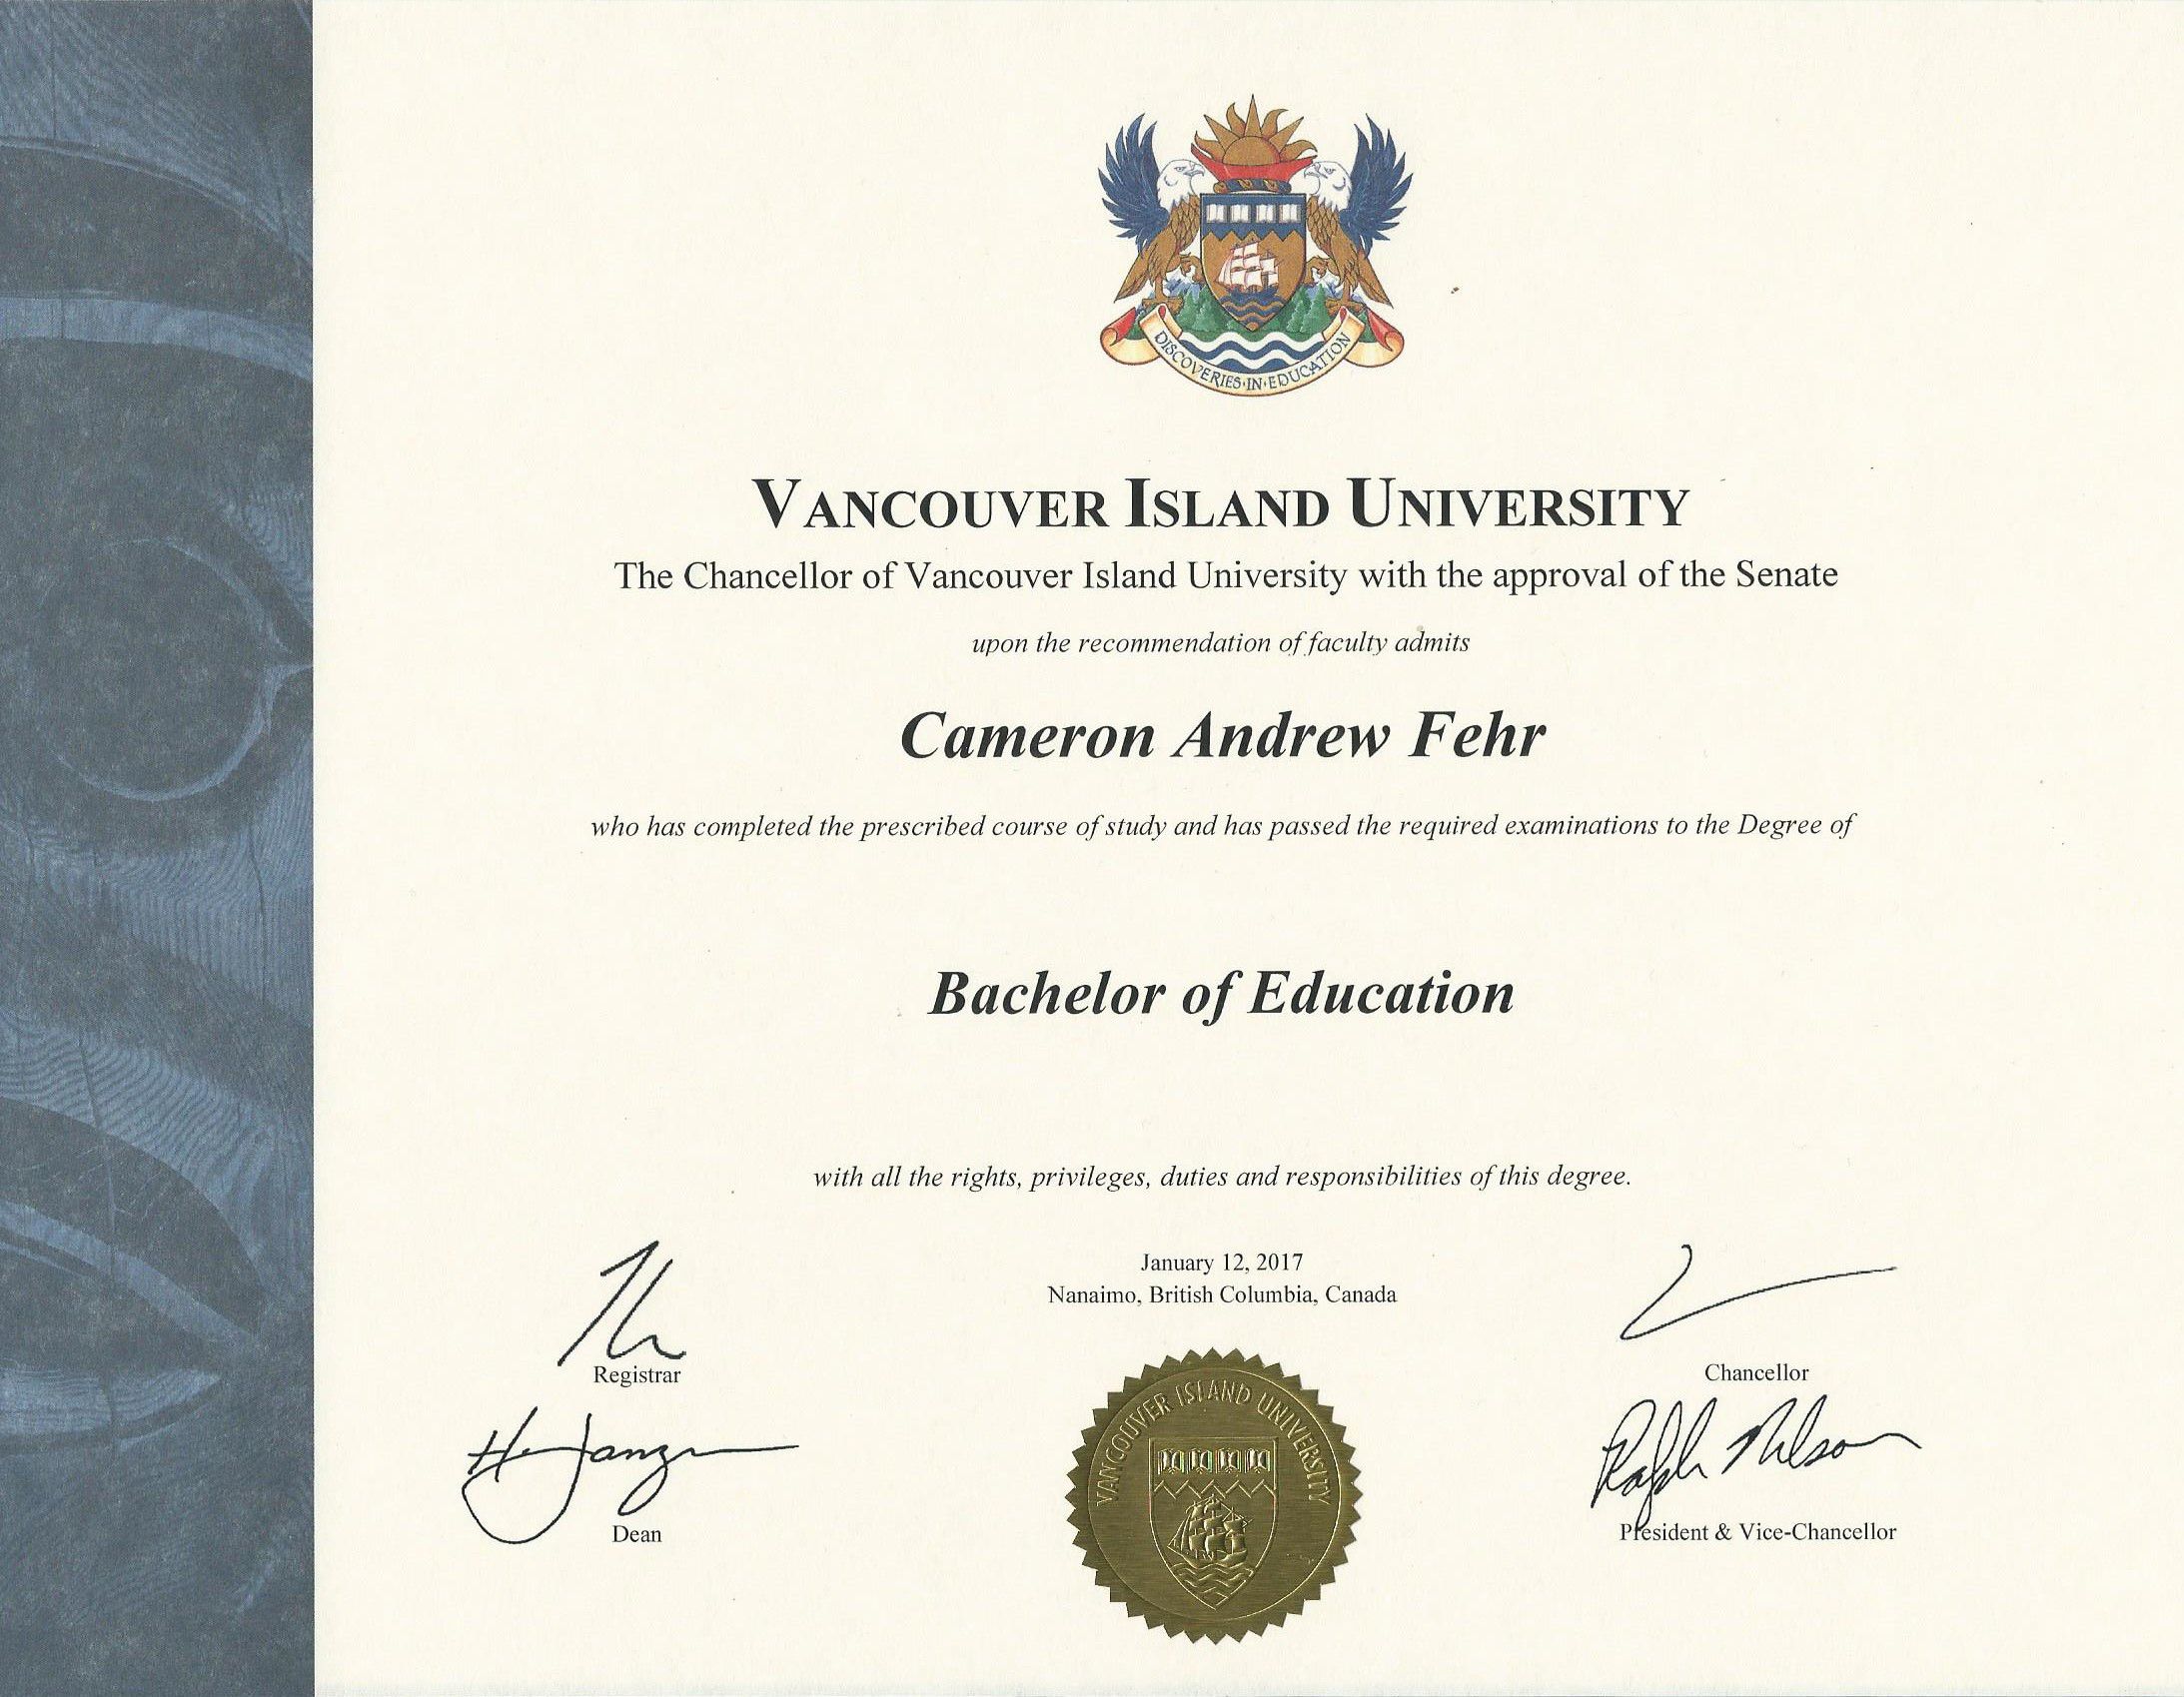 DISCOVERIES·IN·EDUCATION
VANCOUVER ISLAND UNIVERSITY
The Chancellor of Vancouver Island University with the approval of the Senate
upon the recommendation of faculty admits
Cameron Andrew Fehr
who has completed the prescribed course of study and has passed the required examinations to the Degree of
Bachelor of Education
with all the rights, privileges, duties and responsibilities of this degree.
January 12, 2017
Nanaimo, British Columbia, Canada
Registrar
Chancellor
H. Janzen
Ralph Nilson
Dean
President & Vice-Chancellor
VANCOUVER ISLAND UNIVERSITY